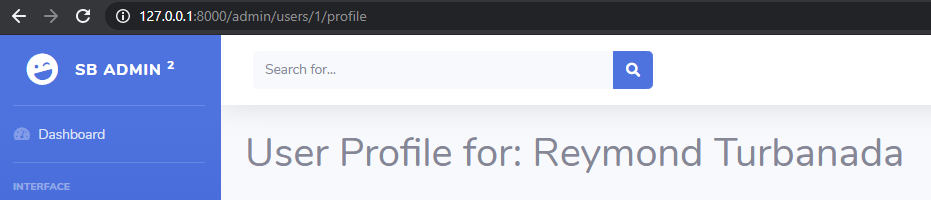 127.0.0.1:8000/admin/users/1/profile
SB ADMIN 2
Search for...
Dashboard
User Profile for: Reymond Turbanada
INTERFACE